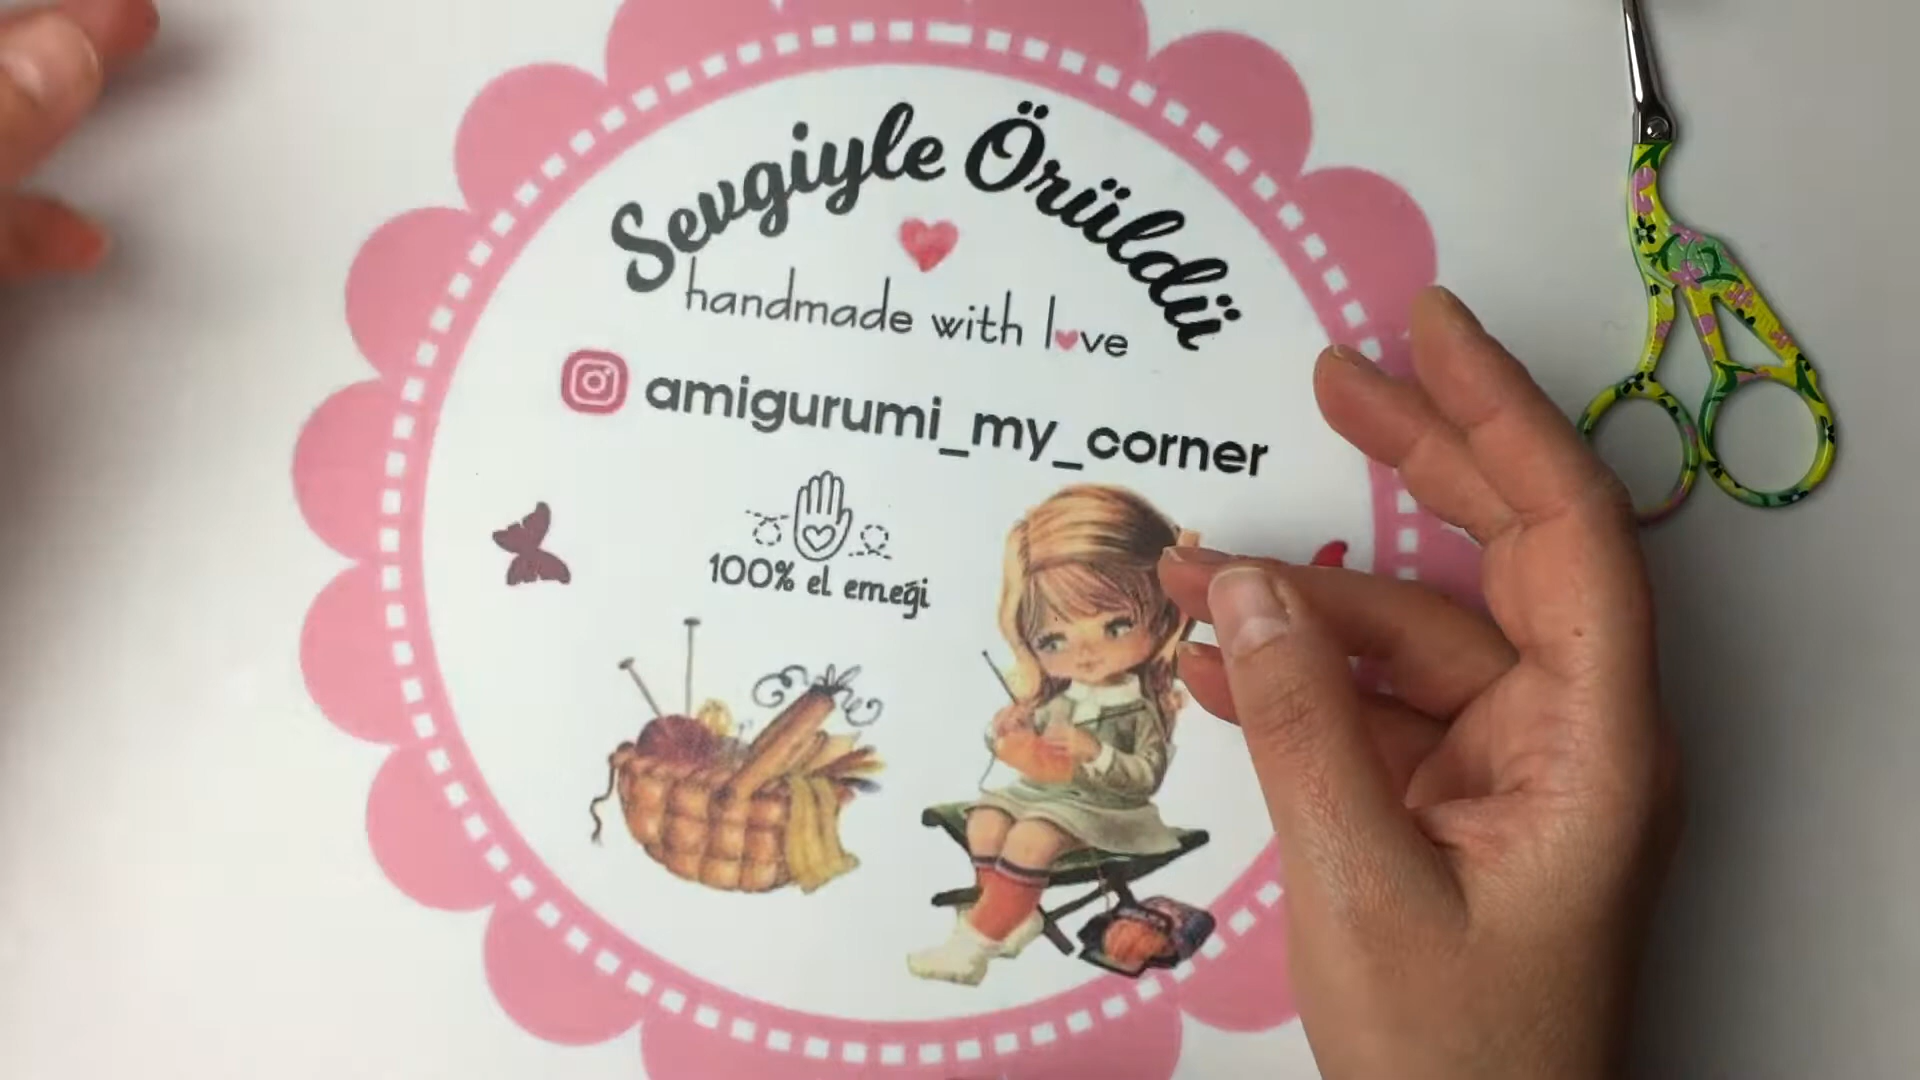 Sevgiyle Örüldü
handmade with love
amigurumi_my_corner
100% el emeği